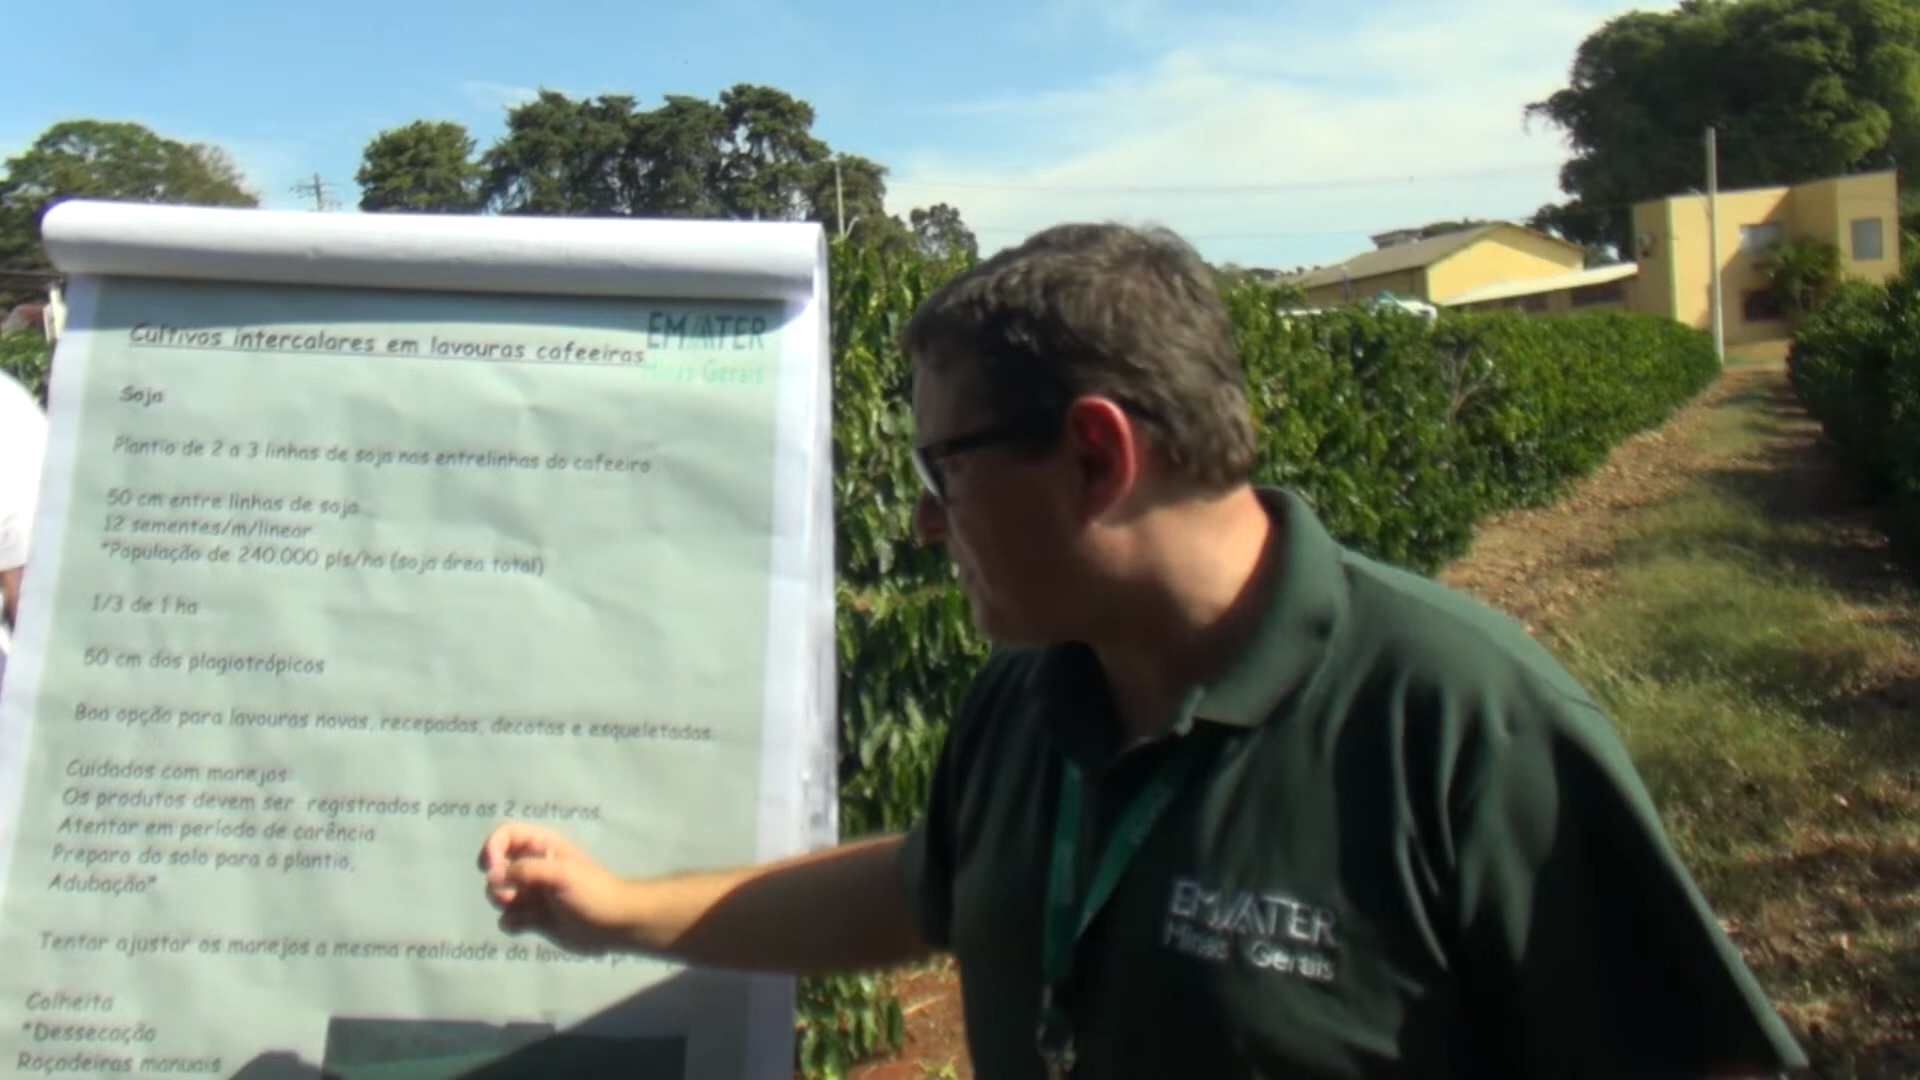 Cultivos intercalares em lavouras cafeeiras
EMATER
Minas Gerais
Soja
Plantio de 2 a 3 linhas de soja nas entrelinhas do cafeeiro
50 cm entre linhas de soja
12 sementes/m/linear
*População de 240.000 pls/ha (soja área total)
1/3 de 1 ha
50 cm dos plagiotrópicos
Boa opção para lavouras novas, recepadas, decotas e esqueletadas.
Cuidados com manejos
Os produtos devem ser registrados para as 2 culturas.
Atentar em período de carência
Preparo do solo para o plantio,
Adubação*
Tentar ajustar os manejos a mesma realidade da
Colheita
*Dessecação
Roçadeiras manuais
EMATER
Minas Gerais